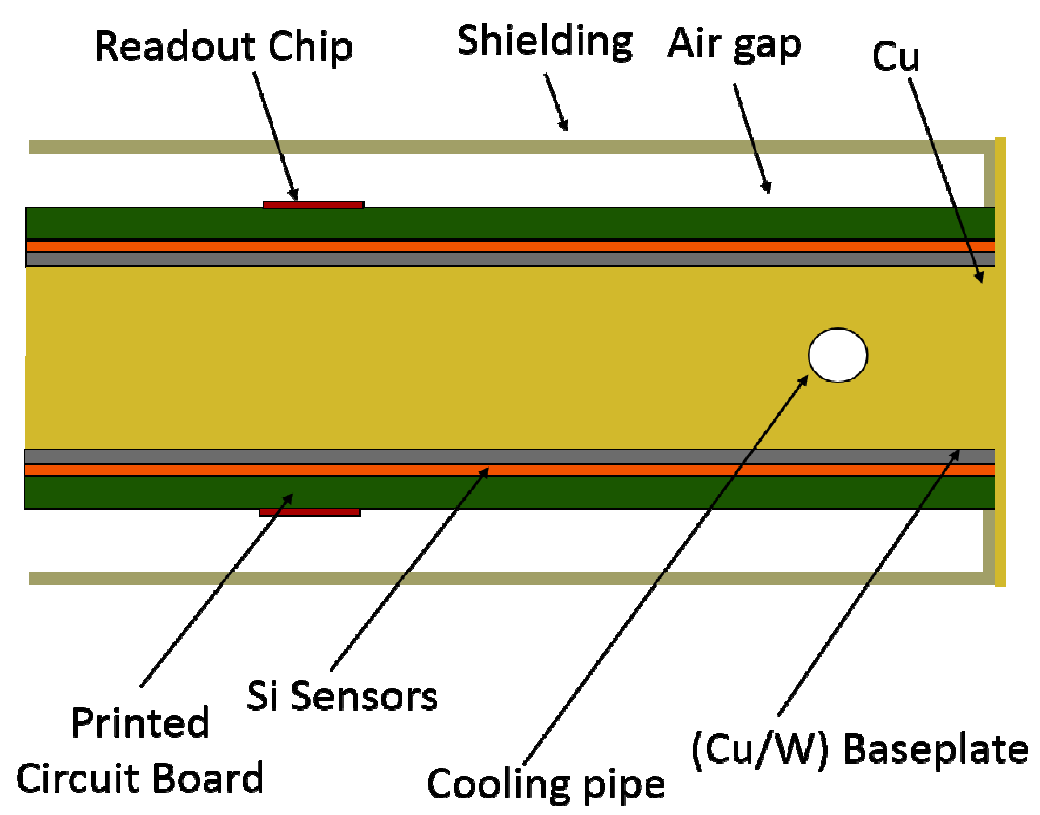 Readout Chip
Shielding
Air gap
Cu
Printed
Circuit Board
Si Sensors
Cooling pipe
(Cu/W) Baseplate